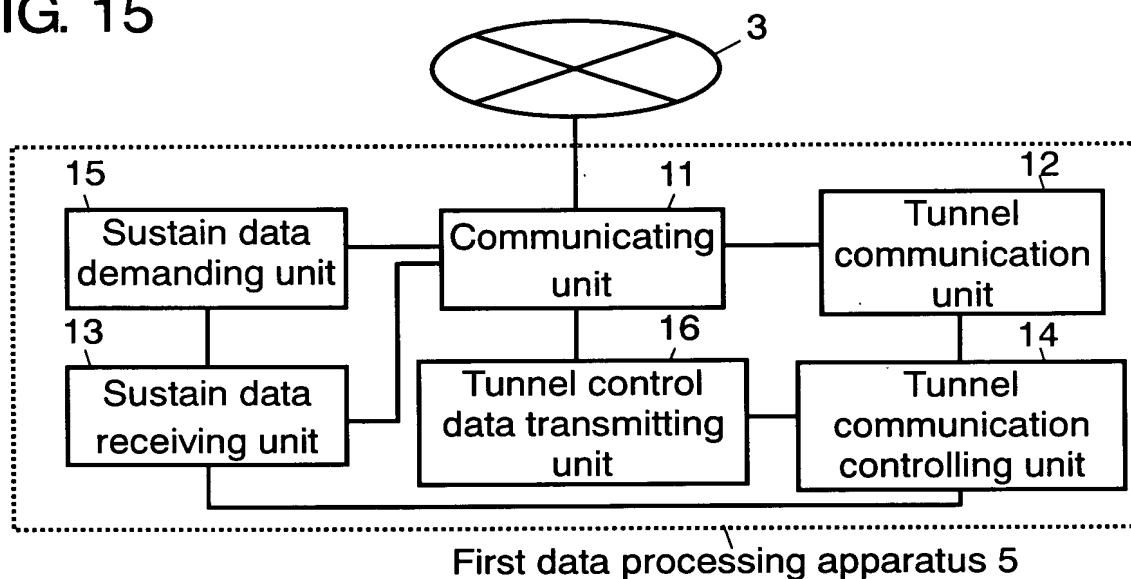 IG. 15
3
15
Sustain data
demanding unit
11
Communicating
unit
12
Tunnel
communication
unit
13
Sustain data
receiving unit
16
Tunnel control
data transmitting
unit
14
Tunnel
communication
controlling unit
First data processing apparatus 5